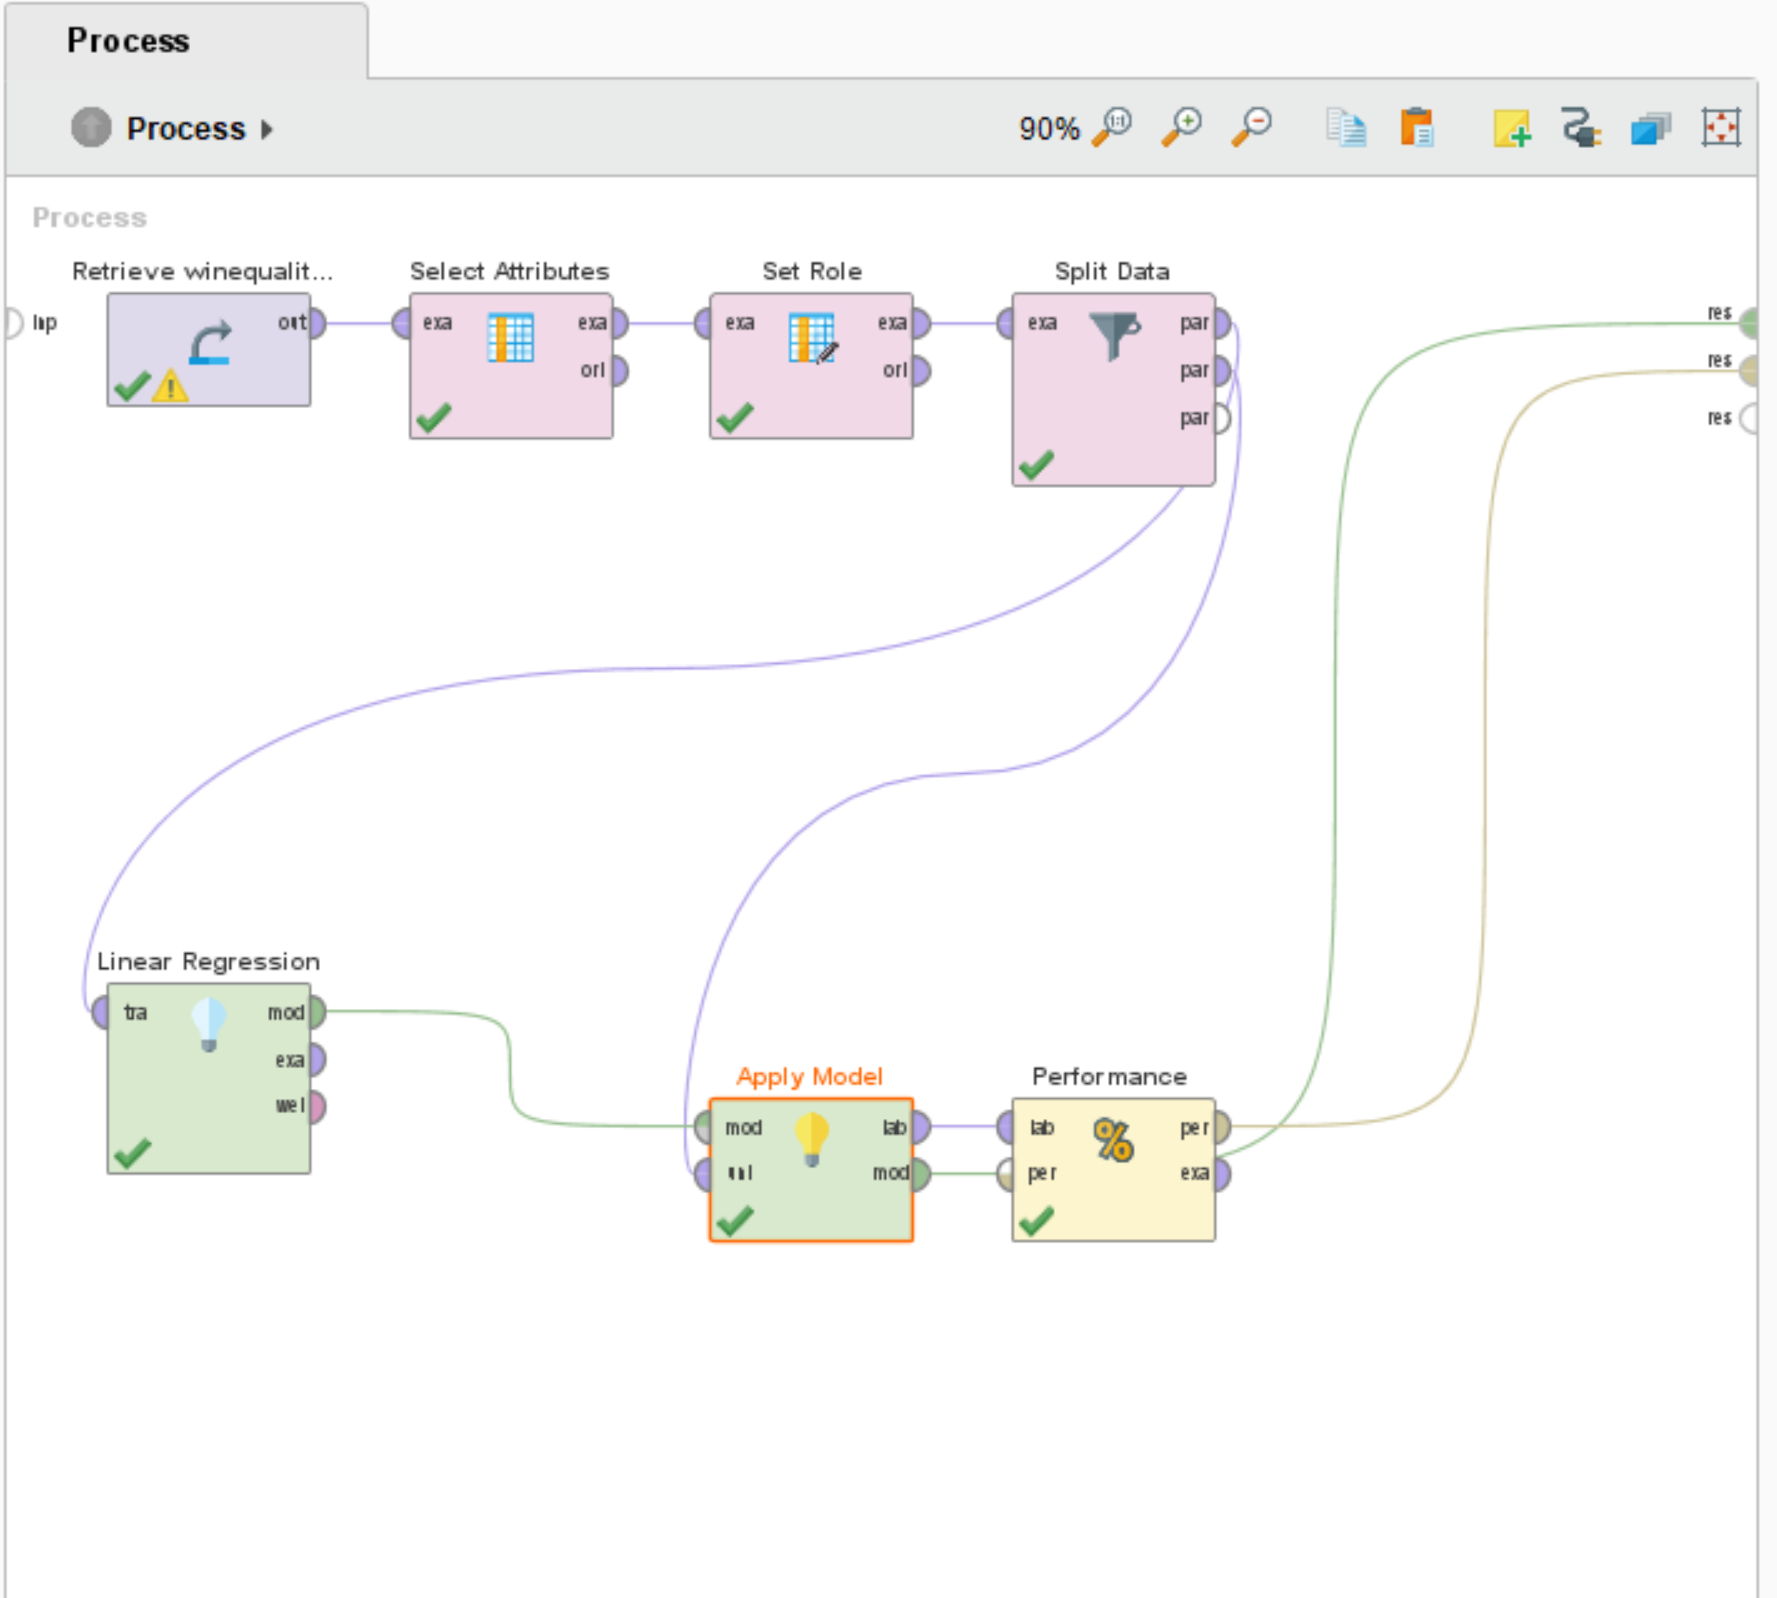 Process
Process
90%
Process
Retrieve winequalit...
Select Attributes
Set Role
Split Data
inp
out
exa
exa
ori
exa
exa
ori
exa
par
par
par
res
res
res
Linear Regression
tra
mod
exa
wei
Apply Model
mod
lab
unl
mod
Performance
lab
per
per
exa